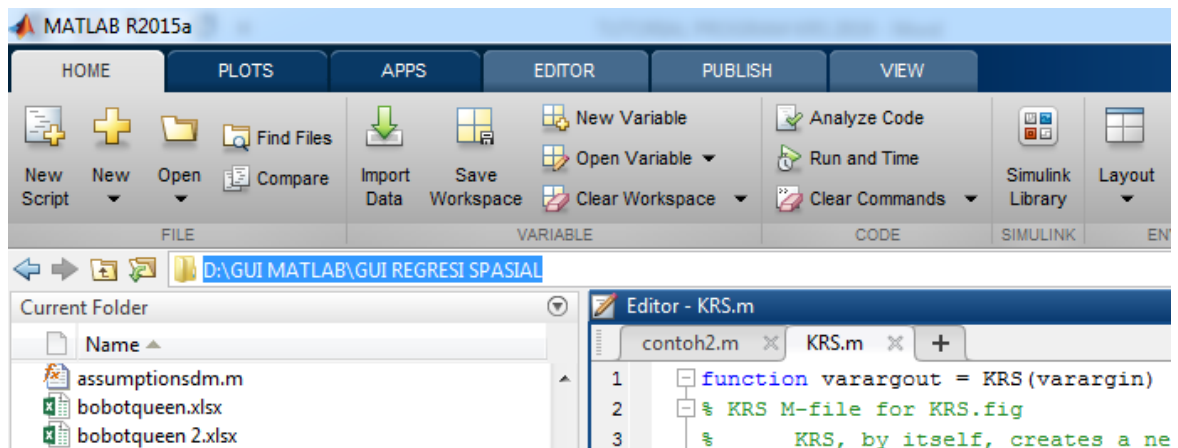 MATLAB R2015a
HOME PLOTS APPS EDITOR PUBLISH VIEW
New Script
New
Open
Find Files
Compare
Import Data
Save Workspace
New Variable
Open Variable
Clear Workspace
Analyze Code
Run and Time
Clear Commands
Simulink Library
Layout
FILE VARIABLE CODE SIMULINK EN
D:\GUI MATLAB\GUI REGRESI SPASIAL
Current Folder
Name
assumptionsdm.m
bobotqueen.xlsx
bobotqueen 2.xlsx
Editor - KRS.m
contoh2.m KRS.m
1 function varargout = KRS(varargin)
2 % KRS M-file for KRS.fig
3 % KRS, by itself, creates a ne